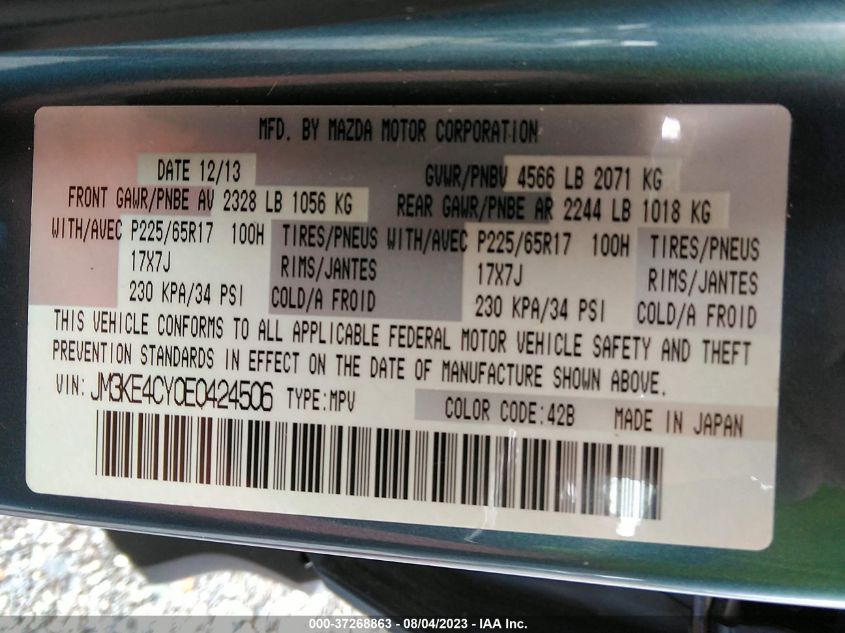 MFD. BY MAZDA MOTOR CORPORATION
DATE 12/13 GVWR/PNBV 4566 LB 2071 KG
FRONT GAWR/PNBE AV 2328 LB 1056 KG REAR GAWR/PNBE AR 2244 LB 1018 KG
WITH/AVEC P225/65R17 100H TIRES/PNEUS WITH/AVEC P225/65R17 100H TIRES/PNEUS
17X7J RIMS/JANTES 17X7J RIMS/JANTES
230 KPA/34 PSI COLD/A FROID 230 KPA/34 PSI COLD/A FROID
THIS VEHICLE CONFORMS TO ALL APPLICABLE FEDERAL MOTOR VEHICLE SAFETY AND THEFT
PREVENTION STANDARDS IN EFFECT ON THE DATE OF MANUFACTURE SHOWN ABOVE.
VIN: JM3KE4CY0E0424506 TYPE:MPV COLOR CODE:42B MADE IN JAPAN
000-37268863 - 08/04/2023 - IAA Inc.